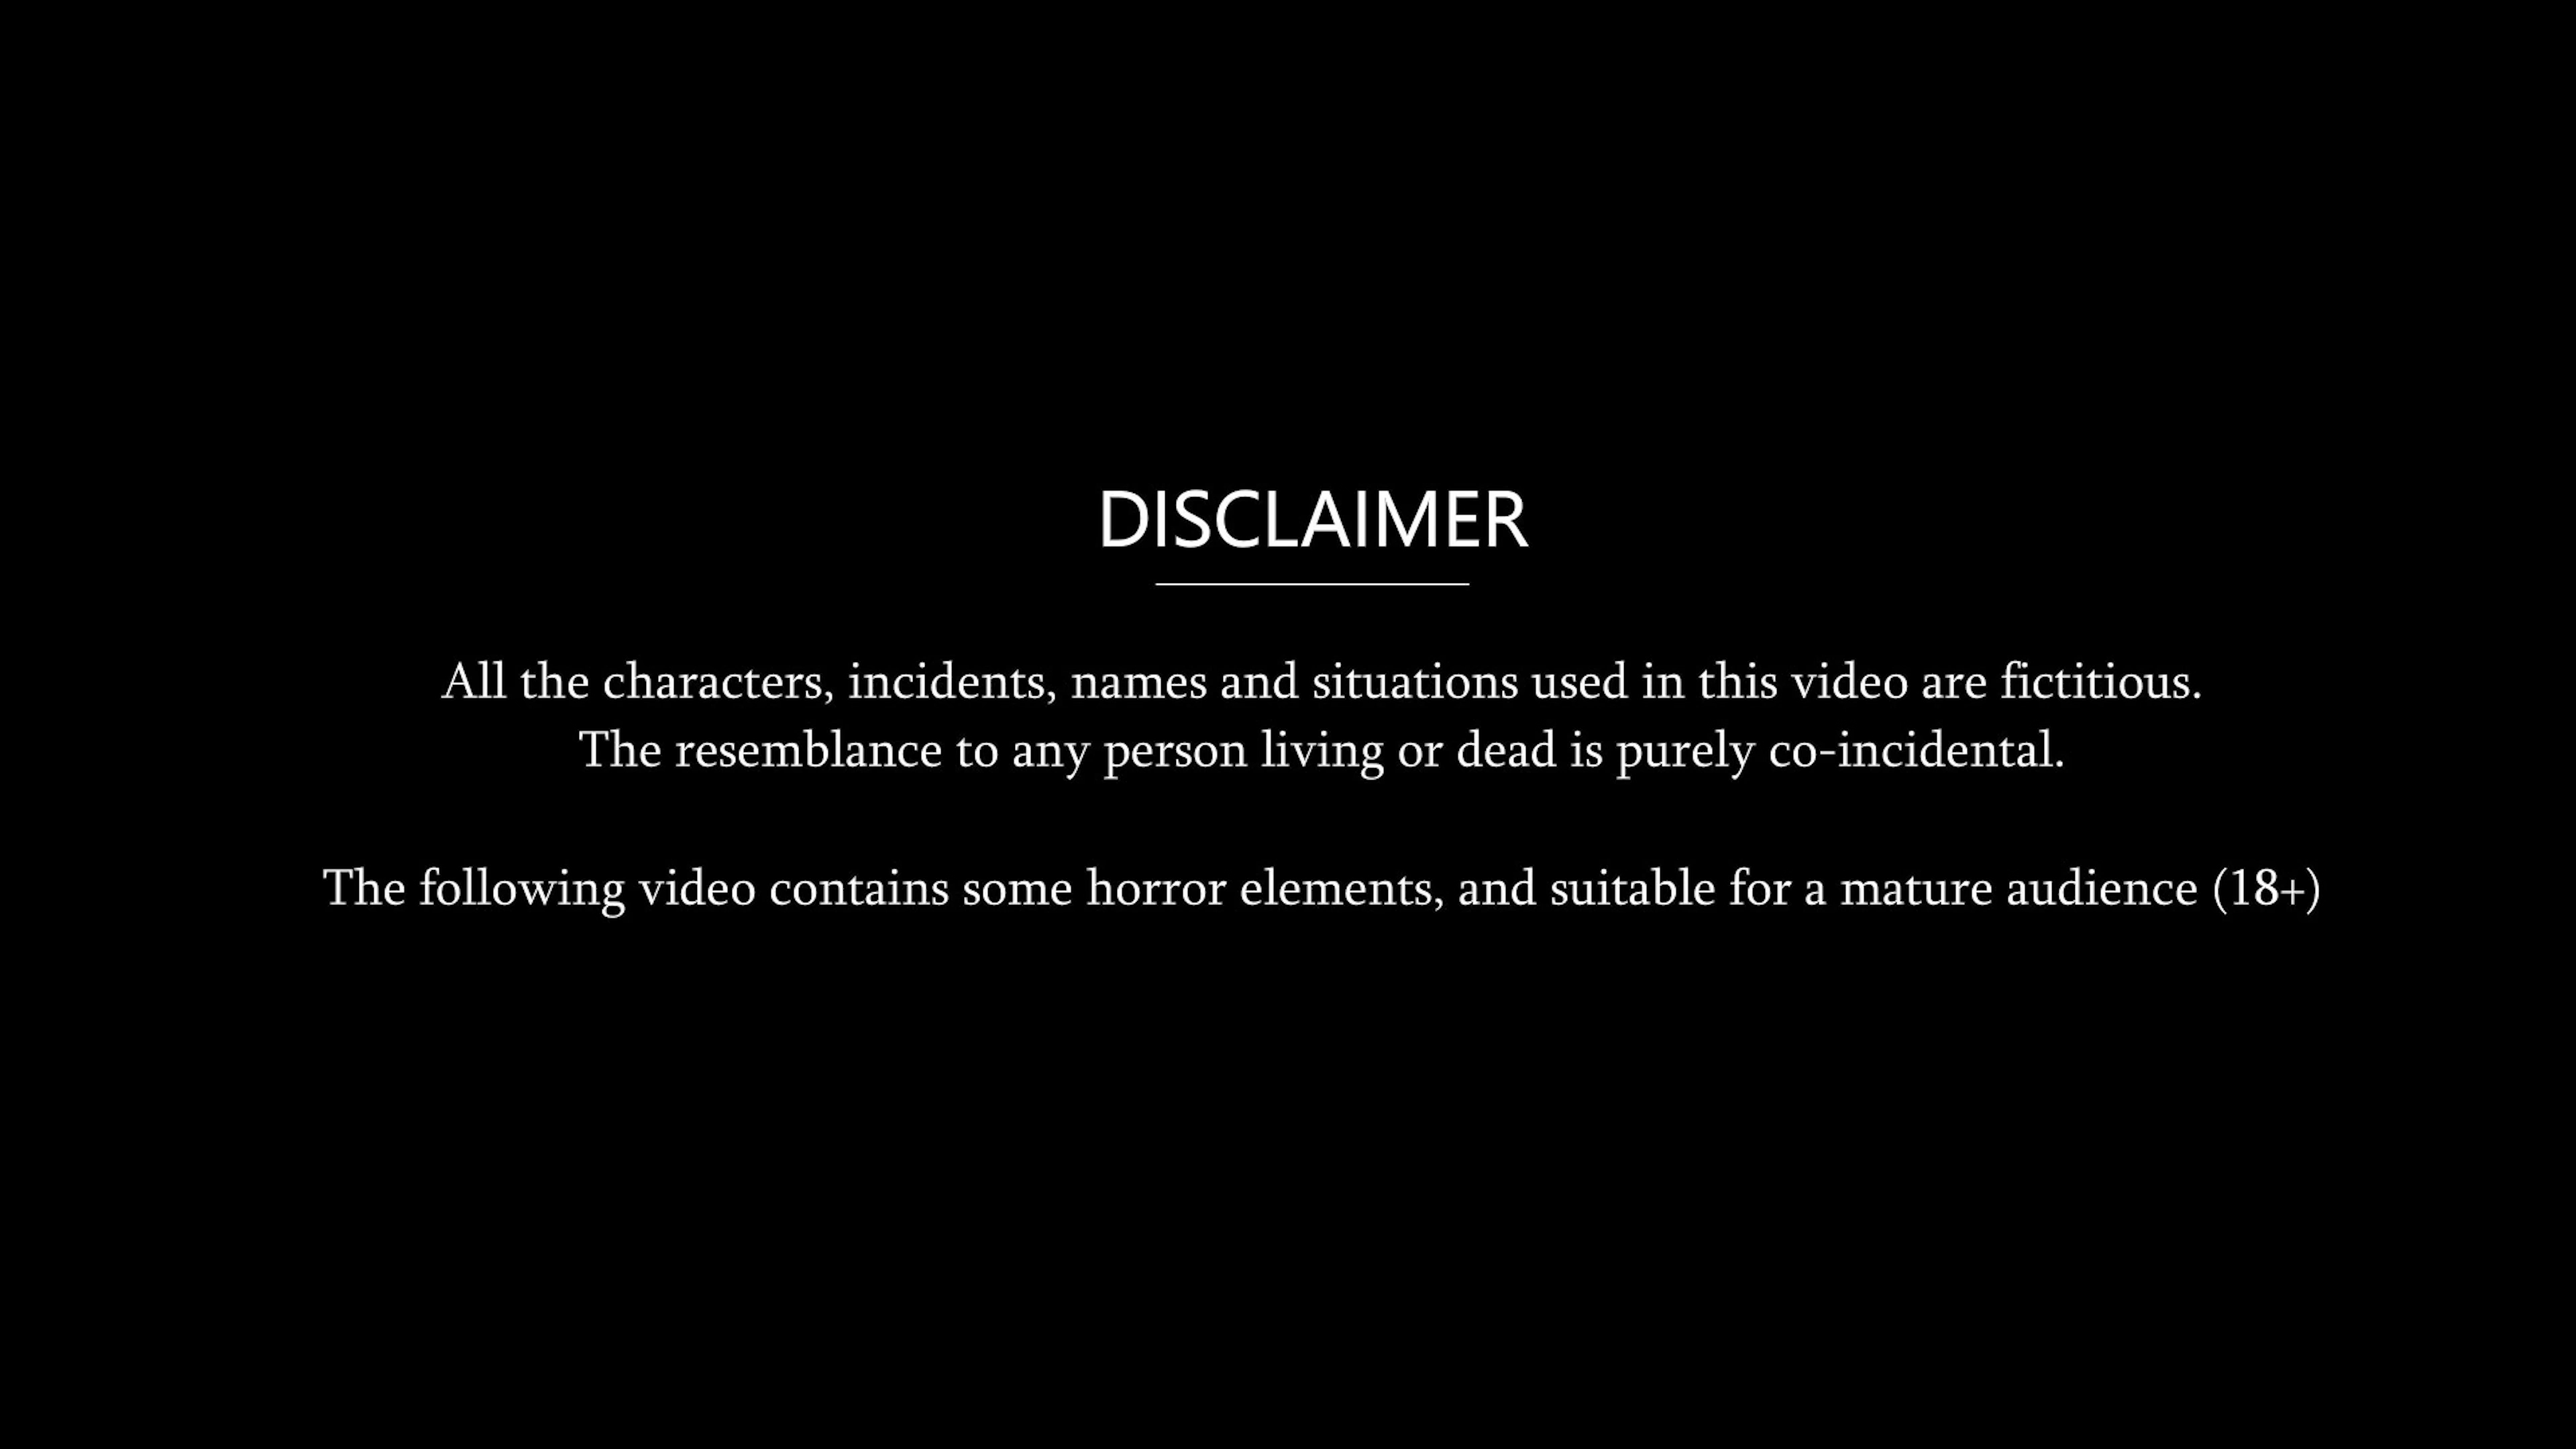 DISCLAIMER
All the characters, incidents, names and situations used in this video are fictitious.
The resemblance to any person living or dead is purely co-incidental.
The following video contains some horror elements, and suitable for a mature audience (18+)